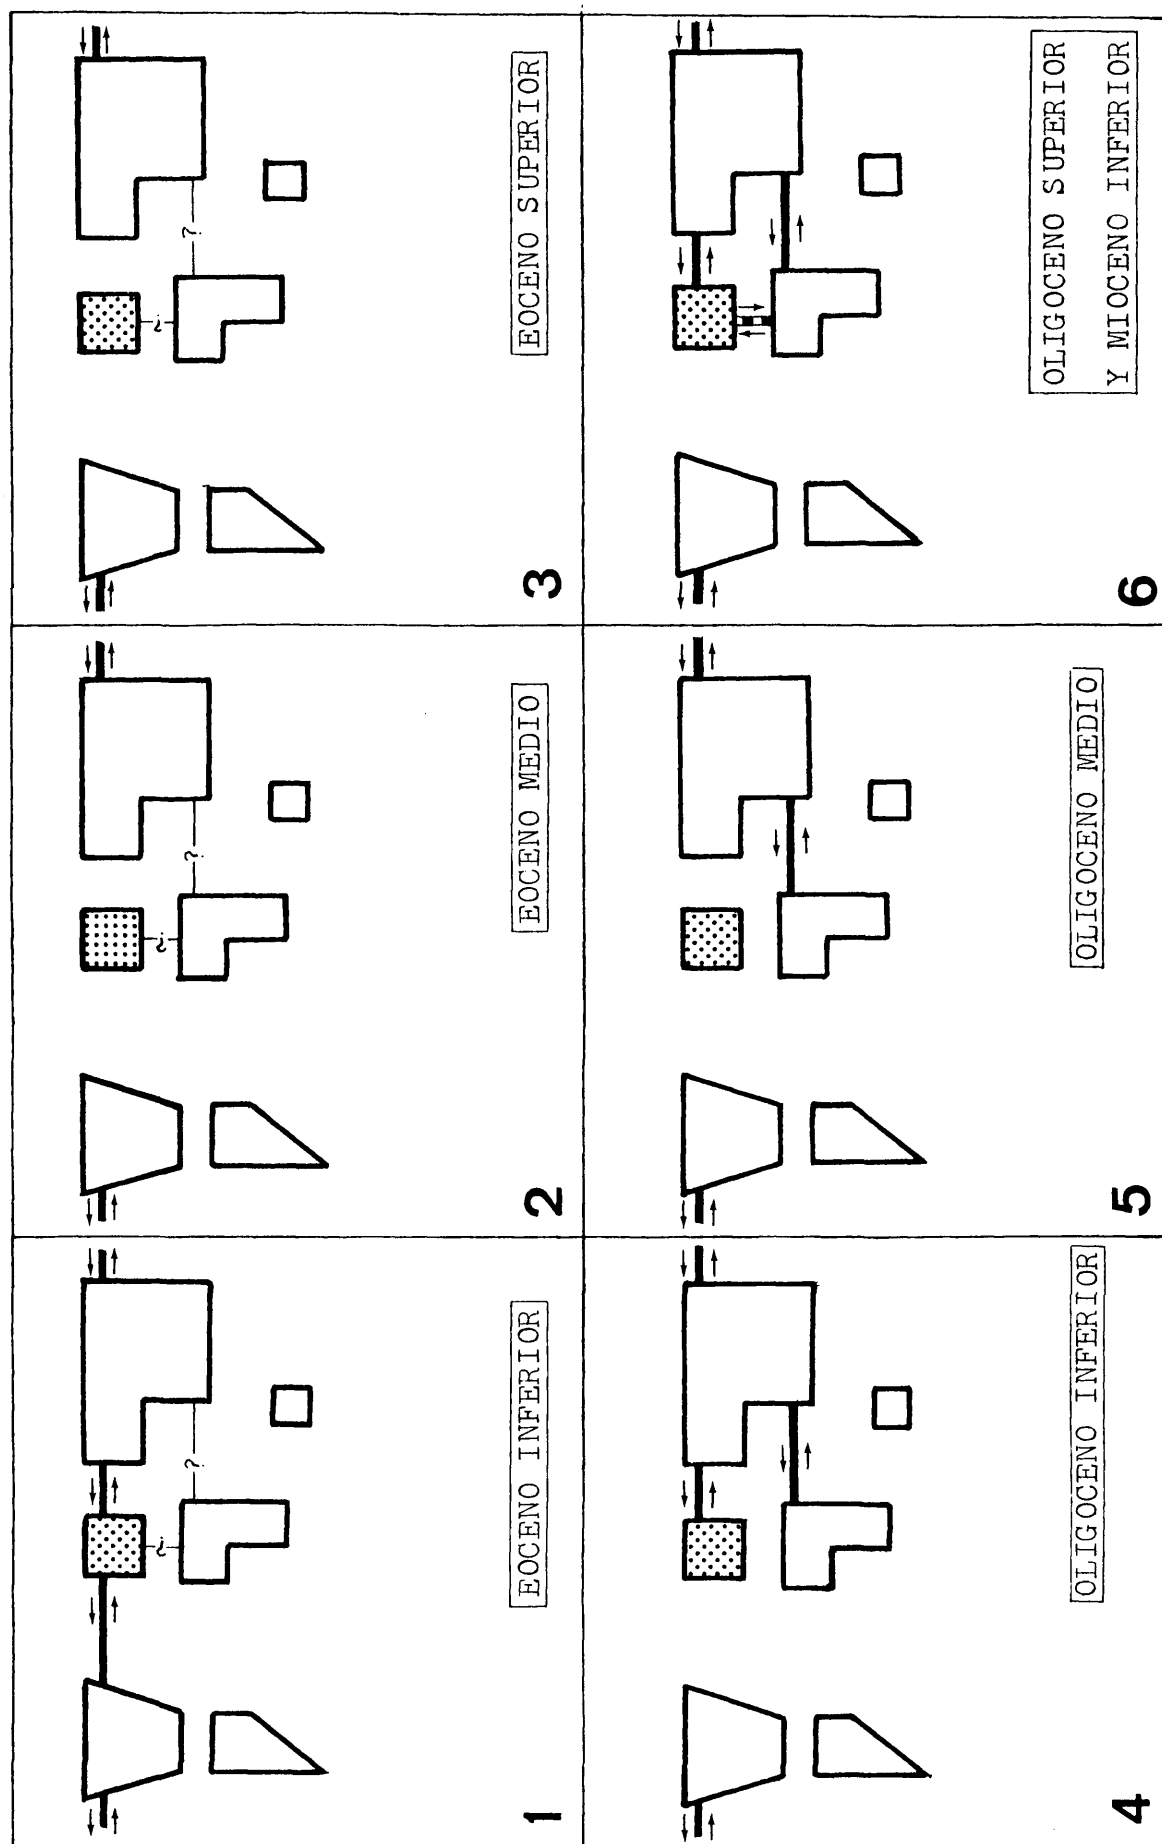 1
?
¿
EOCENO INFERIOR
2
?
¿
EOCENO MEDIO
3
?
¿
EOCENO SUPERIOR
4
OLIGOCENO INFERIOR
5
OLIGOCENO MEDIO
6
OLIGOCENO SUPERIOR
Y MIOCENO INFERIOR